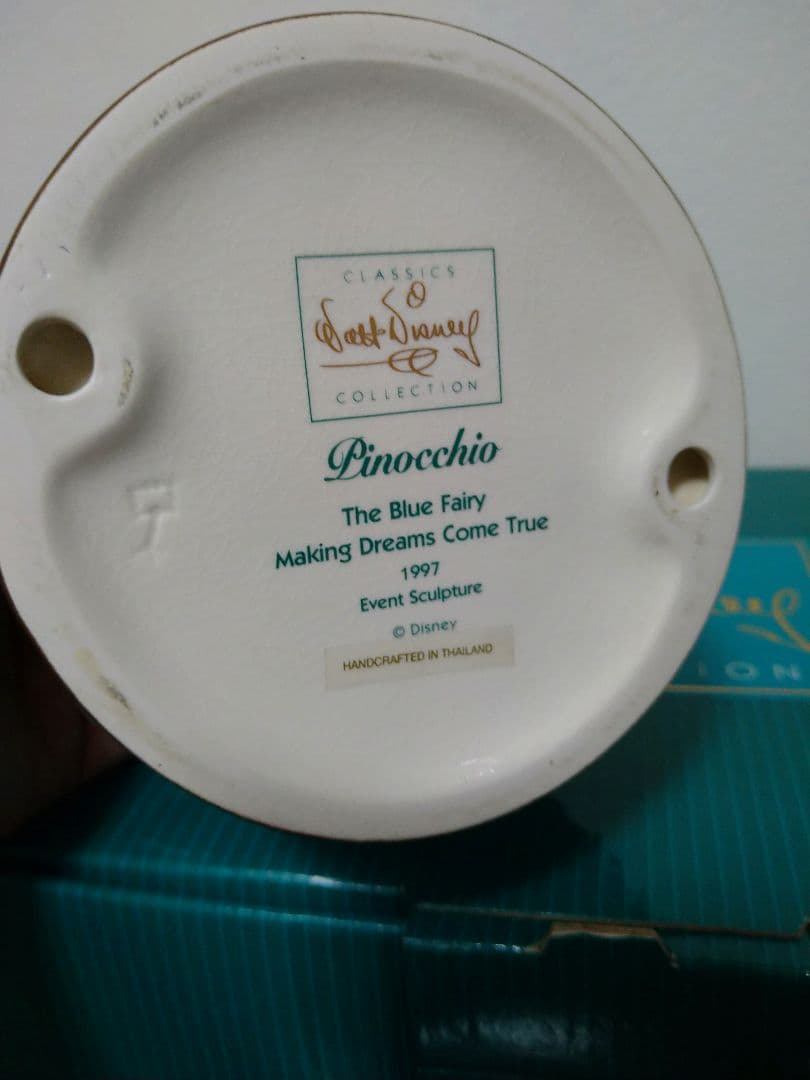 CLASSICS
Walt Disney
COLLECTION
Pinocchio
The Blue Fairy
Making Dreams Come True
1997
Event Sculpture
© Disney
HANDCRAFTED IN THAILAND